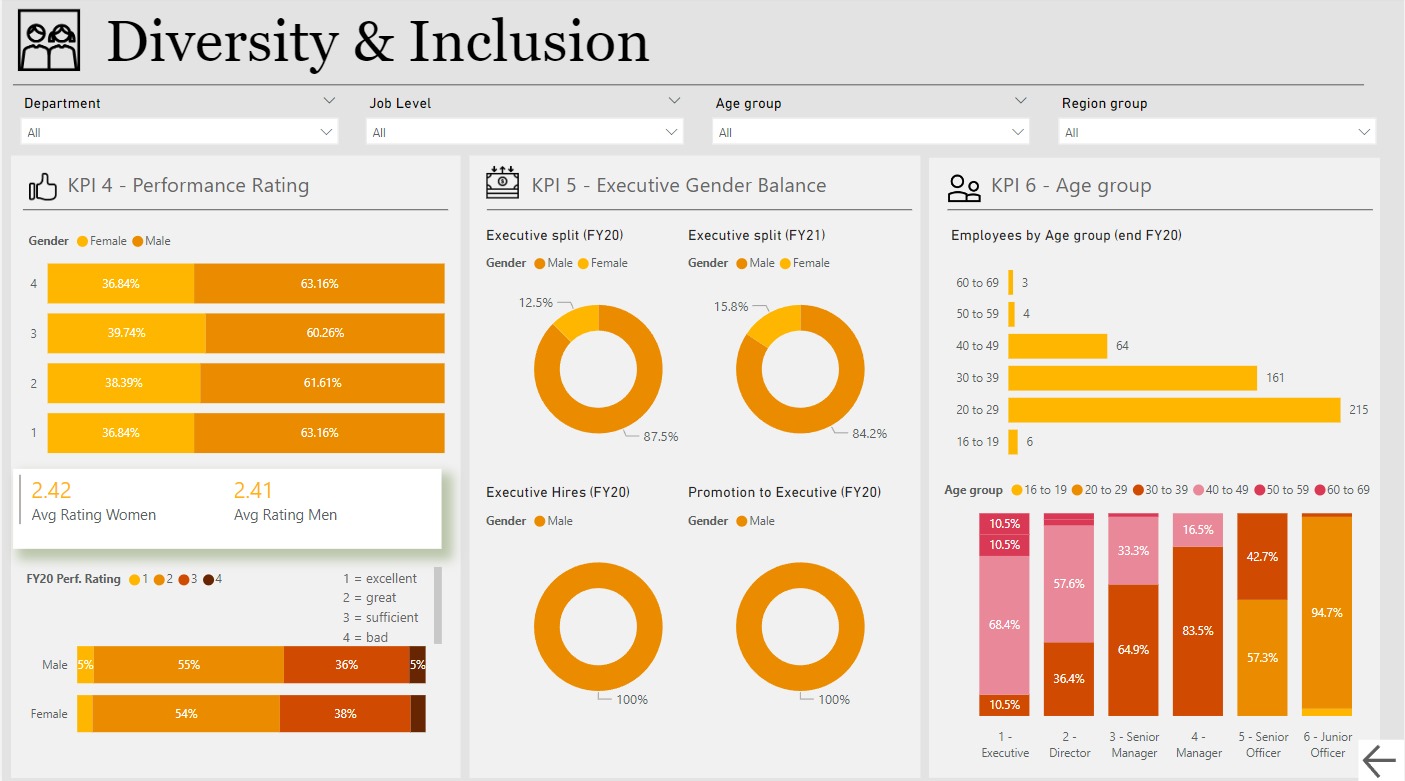 Diversity & Inclusion
Department
Job Level
Age group
Region group
All
All
All
All
KPI 4 - Performance Rating
Gender Female Male
4 36.84% 63.16%
3 39.74% 60.26%
2 38.39% 61.61%
1 36.84% 63.16%
2.42
Avg Rating Women
2.41
Avg Rating Men
FY20 Perf. Rating 1 2 3 4
1 = excellent
2 = great
3 = sufficient
4 = bad
Male 5% 55% 36% 5%
Female 54% 38%
KPI 5 - Executive Gender Balance
Executive split (FY20)
Gender Male Female
12.5%
87.5%
Executive split (FY21)
Gender Male Female
15.8%
84.2%
Executive Hires (FY20)
Gender Male
100%
Promotion to Executive (FY20)
Gender Male
100%
KPI 6 - Age group
Employees by Age group (end FY20)
60 to 69 3
50 to 59 4
40 to 49 64
30 to 39 161
20 to 29 215
16 to 19 6
Age group 16 to 19 20 to 29 30 to 39 40 to 49 50 to 59 60 to 69
10.5%
10.5%
68.4%
10.5%
57.6%
36.4%
33.3%
64.9%
16.5%
83.5%
42.7%
57.3%
94.7%
1 -
Executive
2 -
Director
3 - Senior
Manager
4 -
Manager
5 - Senior
Officer
6 - Junior
Officer